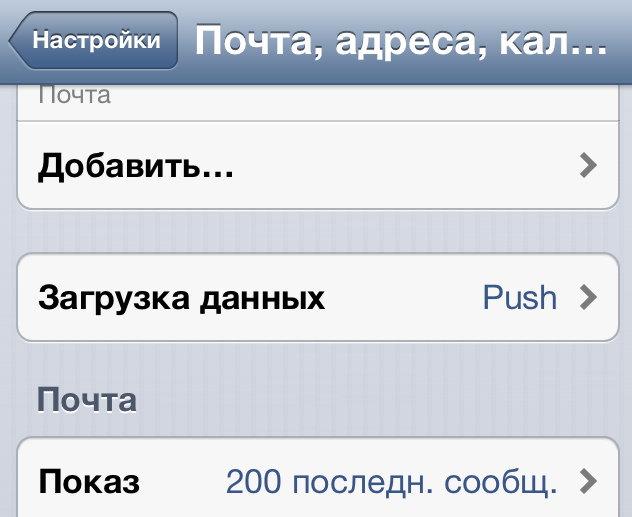 Настройки
Почта, адреса, кал...
Почта
Добавить...
Загрузка данных Push
Почта
Показ 200 последн. сообщ.